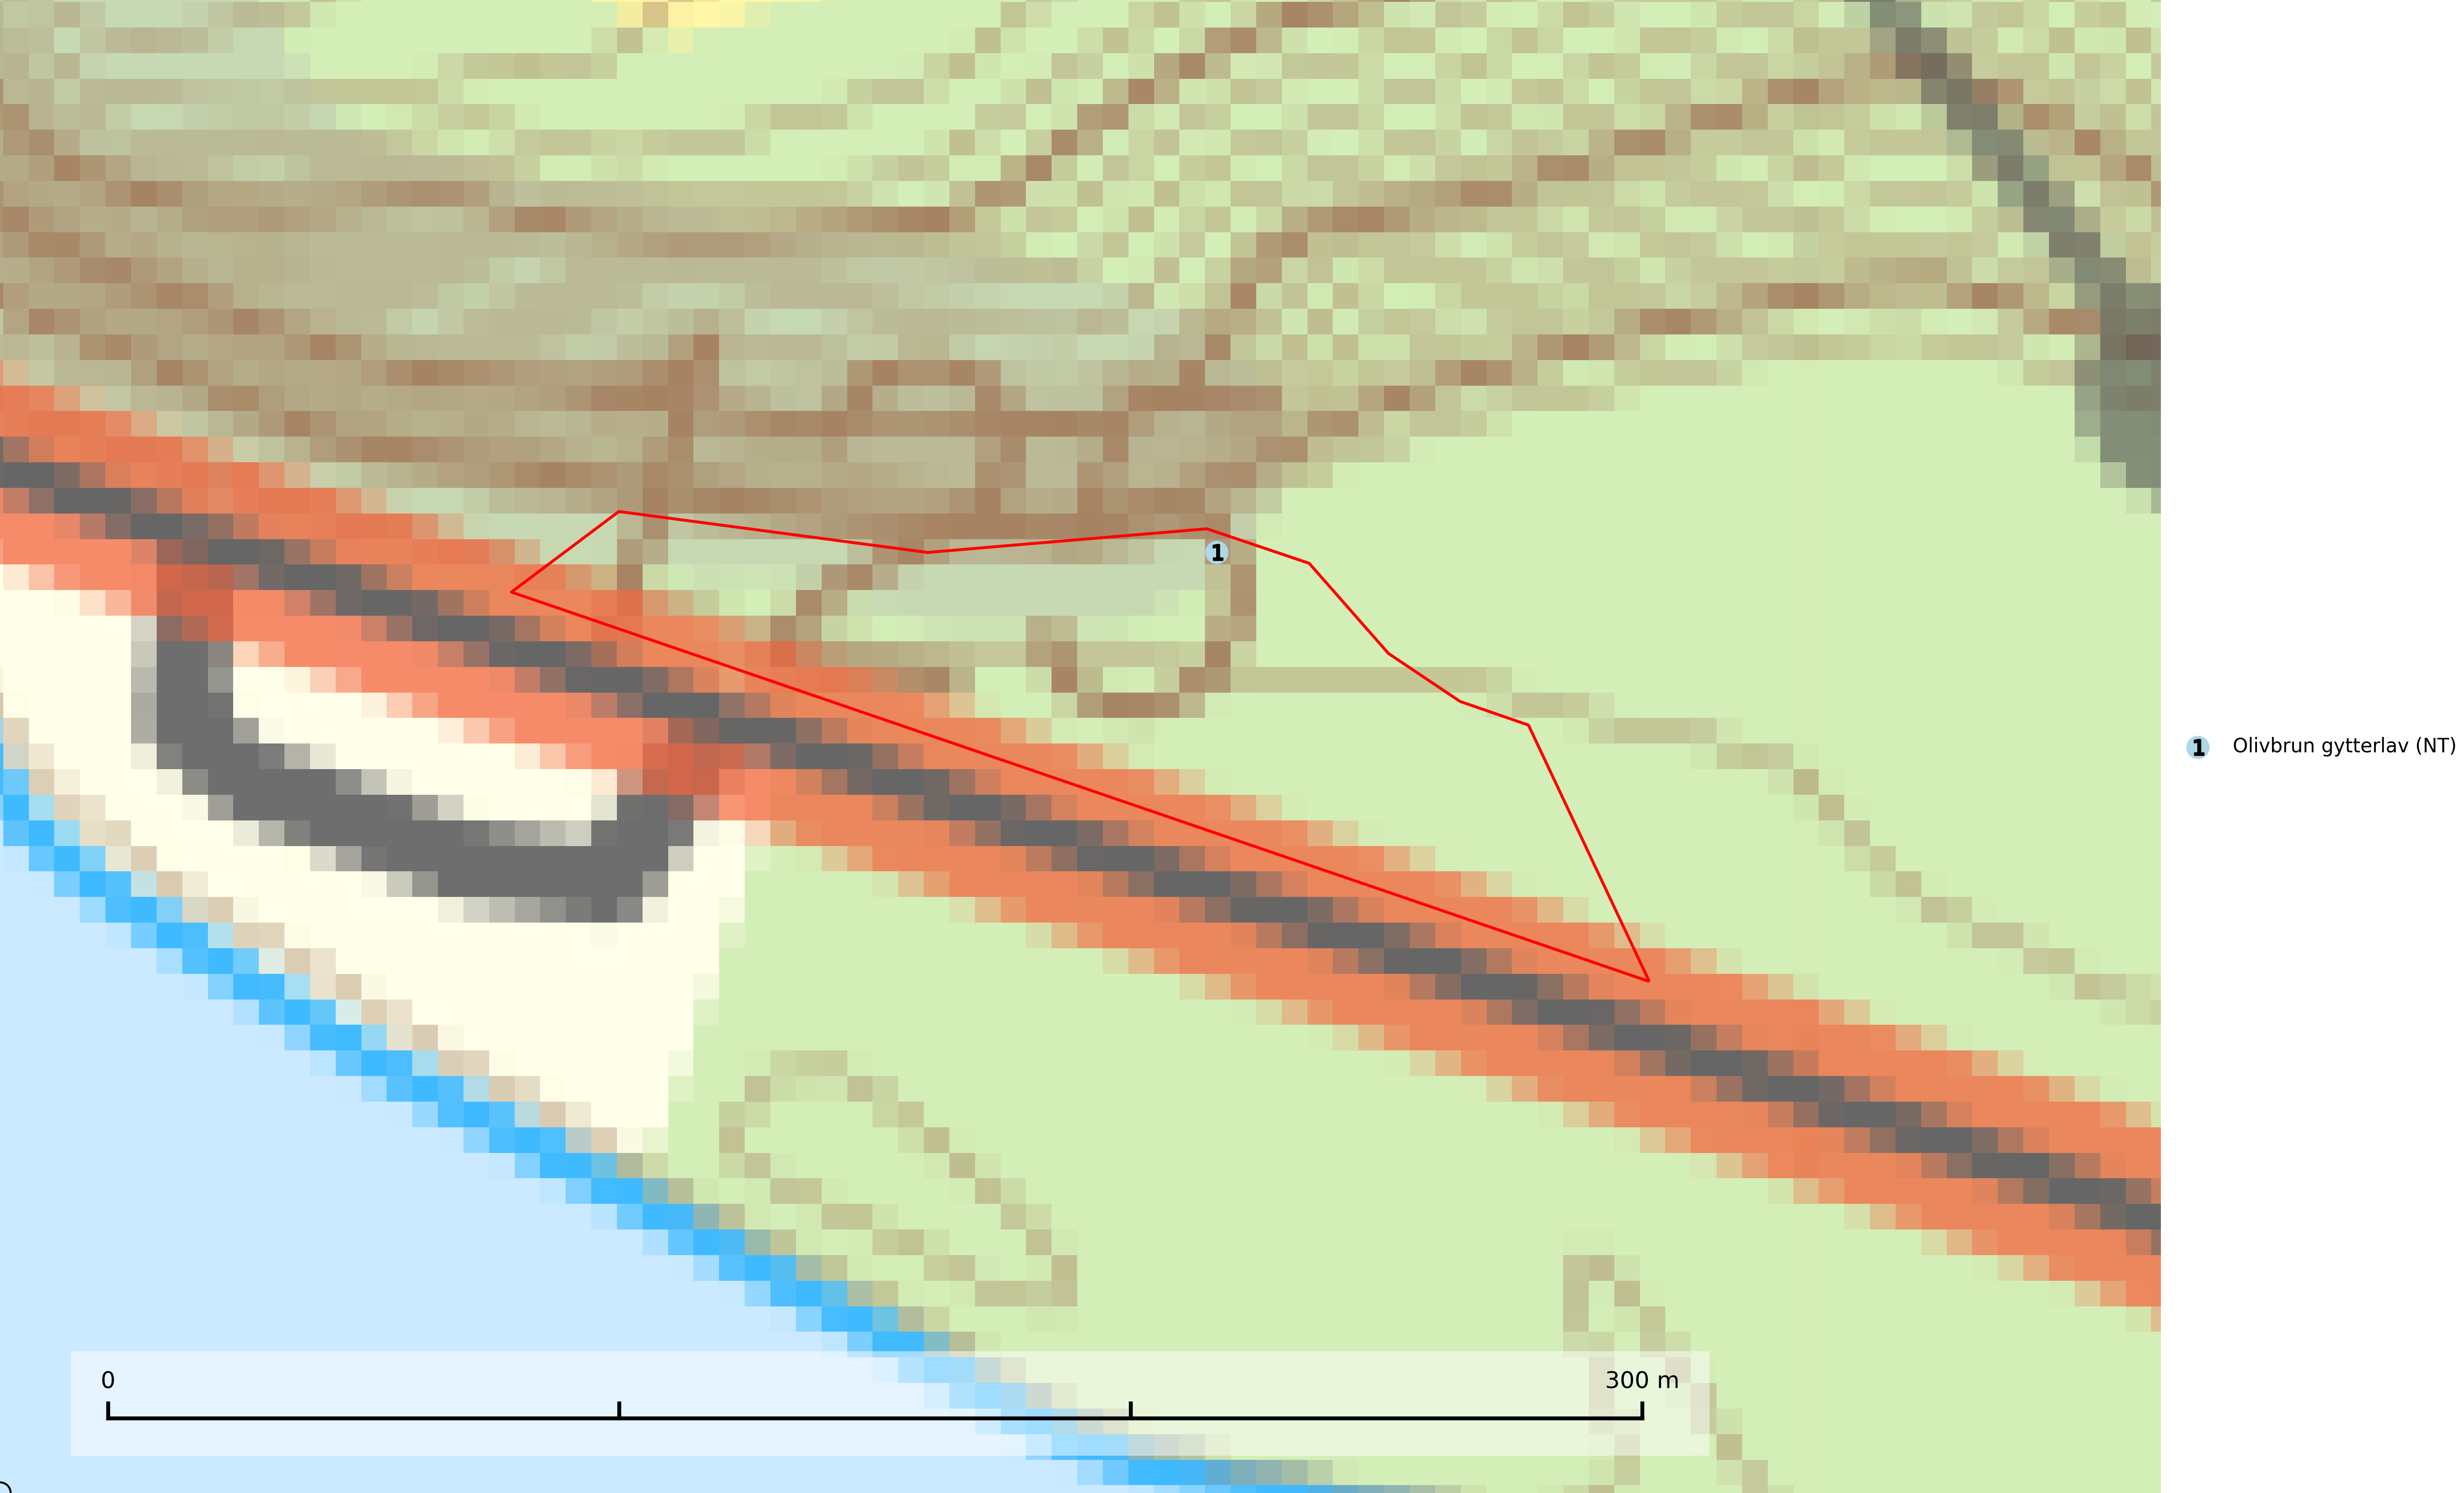 1
1 Olivbrun gytterlav (NT)
0 300 m